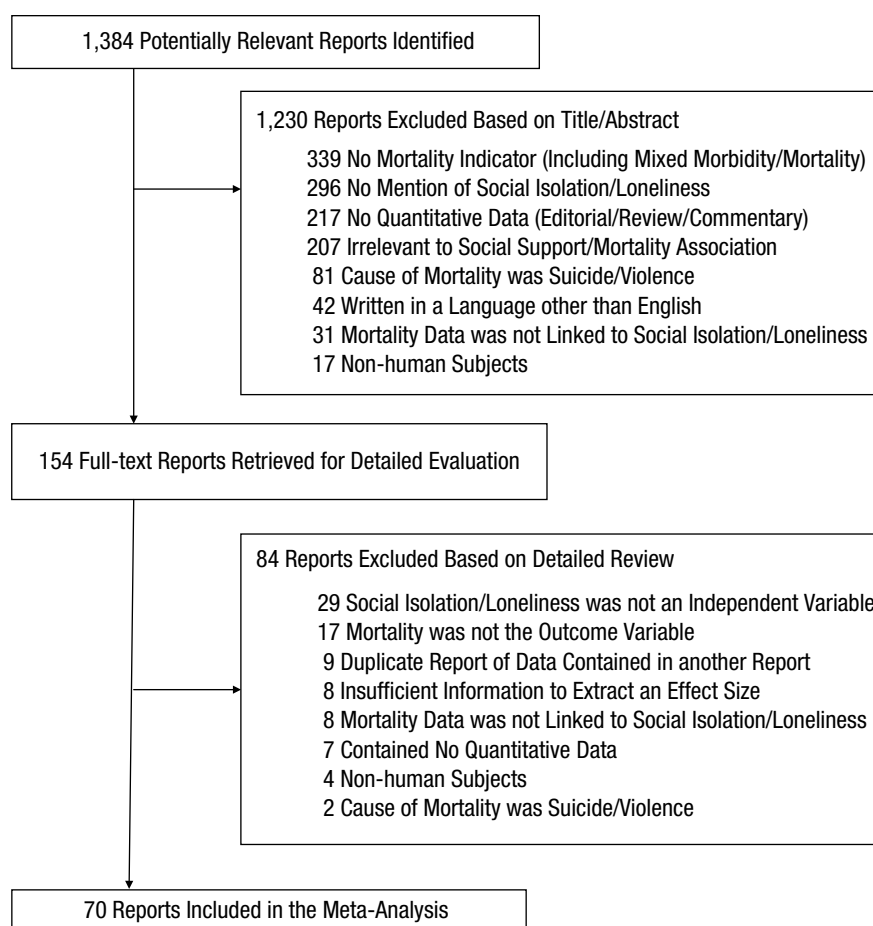 1,384 Potentially Relevant Reports Identified
1,230 Reports Excluded Based on Title/Abstract
339 No Mortality Indicator (Including Mixed Morbidity/Mortality)
296 No Mention of Social Isolation/Loneliness
217 No Quantitative Data (Editorial/Review/Commentary)
207 Irrelevant to Social Support/Mortality Association
81 Cause of Mortality was Suicide/Violence
42 Written in a Language other than English
31 Mortality Data was not Linked to Social Isolation/Loneliness
17 Non-human Subjects
154 Full-text Reports Retrieved for Detailed Evaluation
84 Reports Excluded Based on Detailed Review
29 Social Isolation/Loneliness was not an Independent Variable
17 Mortality was not the Outcome Variable
9 Duplicate Report of Data Contained in another Report
8 Insufficient Information to Extract an Effect Size
8 Mortality Data was not Linked to Social Isolation/Loneliness
7 Contained No Quantitative Data
4 Non-human Subjects
2 Cause of Mortality was Suicide/Violence
70 Reports Included in the Meta-Analysis